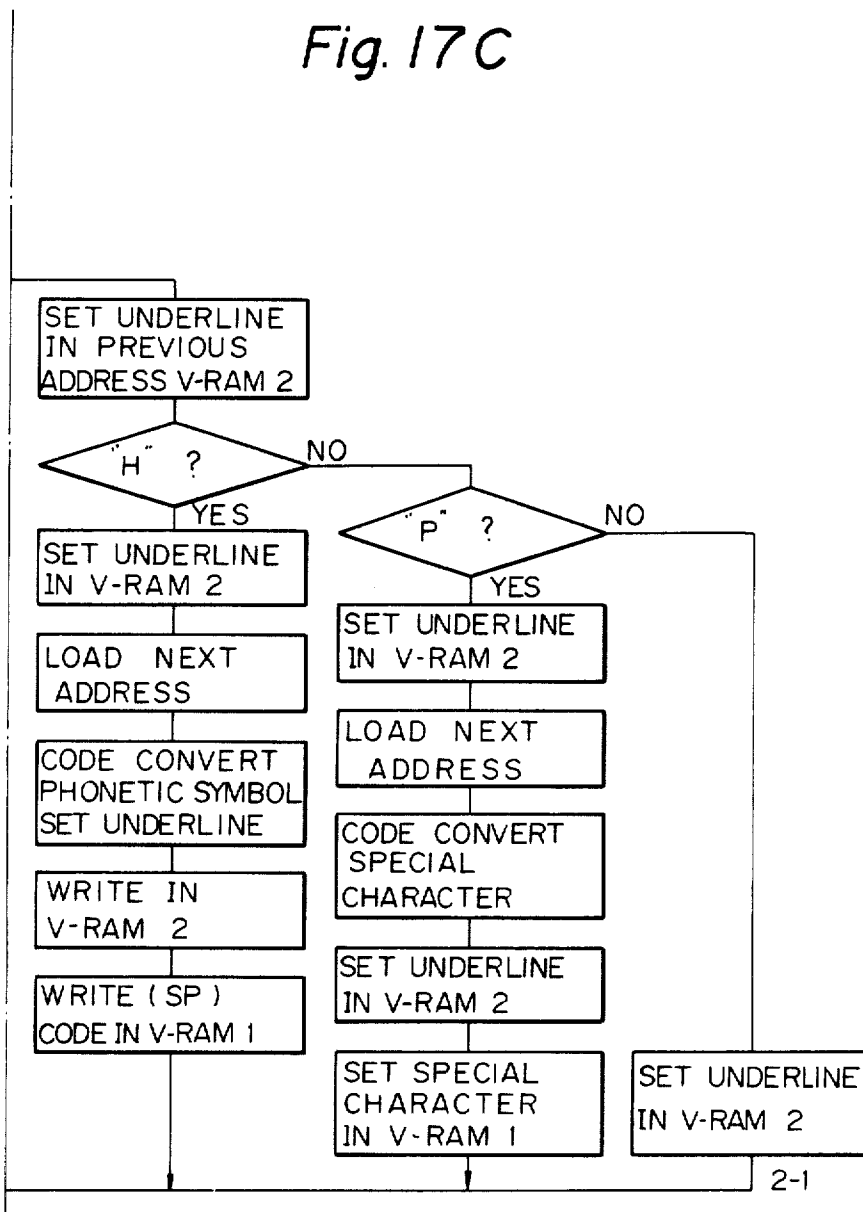 Fig. 17C
SET UNDERLINE
IN PREVIOUS
ADDRESS V-RAM 2
"H" ?
NO
YES
SET UNDERLINE
IN V-RAM 2
LOAD NEXT
ADDRESS
CODE CONVERT
PHONETIC SYMBOL
SET UNDERLINE
WRITE IN
V-RAM 2
WRITE (SP)
CODE IN V-RAM 1
"P" ?
NO
YES
SET UNDERLINE
IN V-RAM 2
LOAD NEXT
ADDRESS
CODE CONVERT
SPECIAL
CHARACTER
SET UNDERLINE
IN V-RAM 2
SET SPECIAL
CHARACTER
IN V-RAM 1
SET UNDERLINE
IN V-RAM 2
2-1